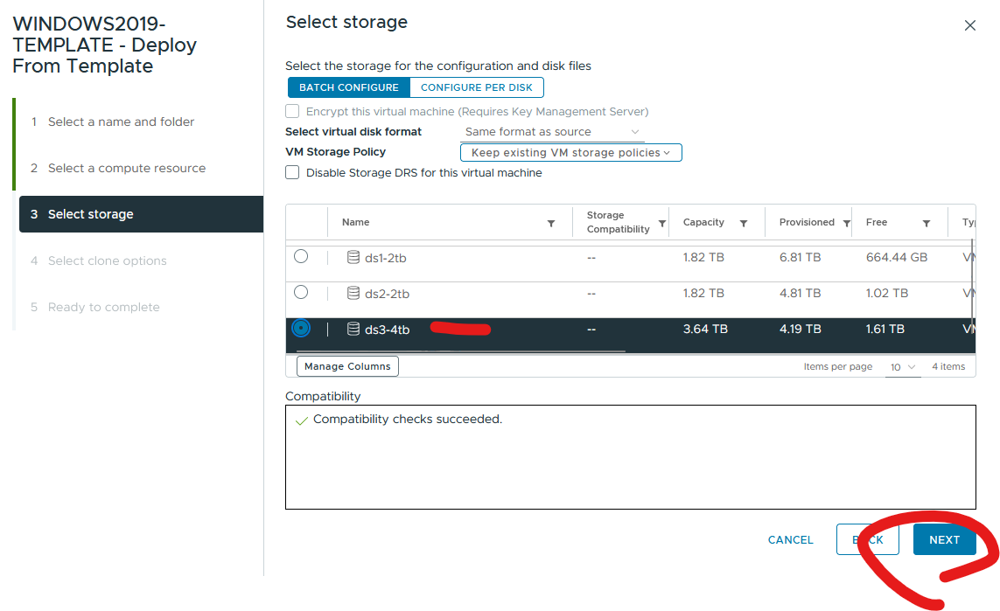 WINDOWS2019-
TEMPLATE - Deploy
From Template
1 Select a name and folder
2 Select a compute resource
3 Select storage
4 Select clone options
5 Ready to complete
Select storage
Select the storage for the configuration and disk files
BATCH CONFIGURE CONFIGURE PER DISK
Encrypt this virtual machine (Requires Key Management Server)
Select virtual disk format Same format as source
VM Storage Policy Keep existing VM storage policies
Disable Storage DRS for this virtual machine
Name Storage Compatibility Capacity Provisioned Free
ds1-2tb -- 1.82 TB 6.81 TB 664.44 GB
ds2-2tb -- 1.82 TB 4.81 TB 1.02 TB
ds3-4tb -- 3.64 TB 4.19 TB 1.61 TB
Manage Columns Items per page 10 4 items
Compatibility
Compatibility checks succeeded.
CANCEL BACK NEXT